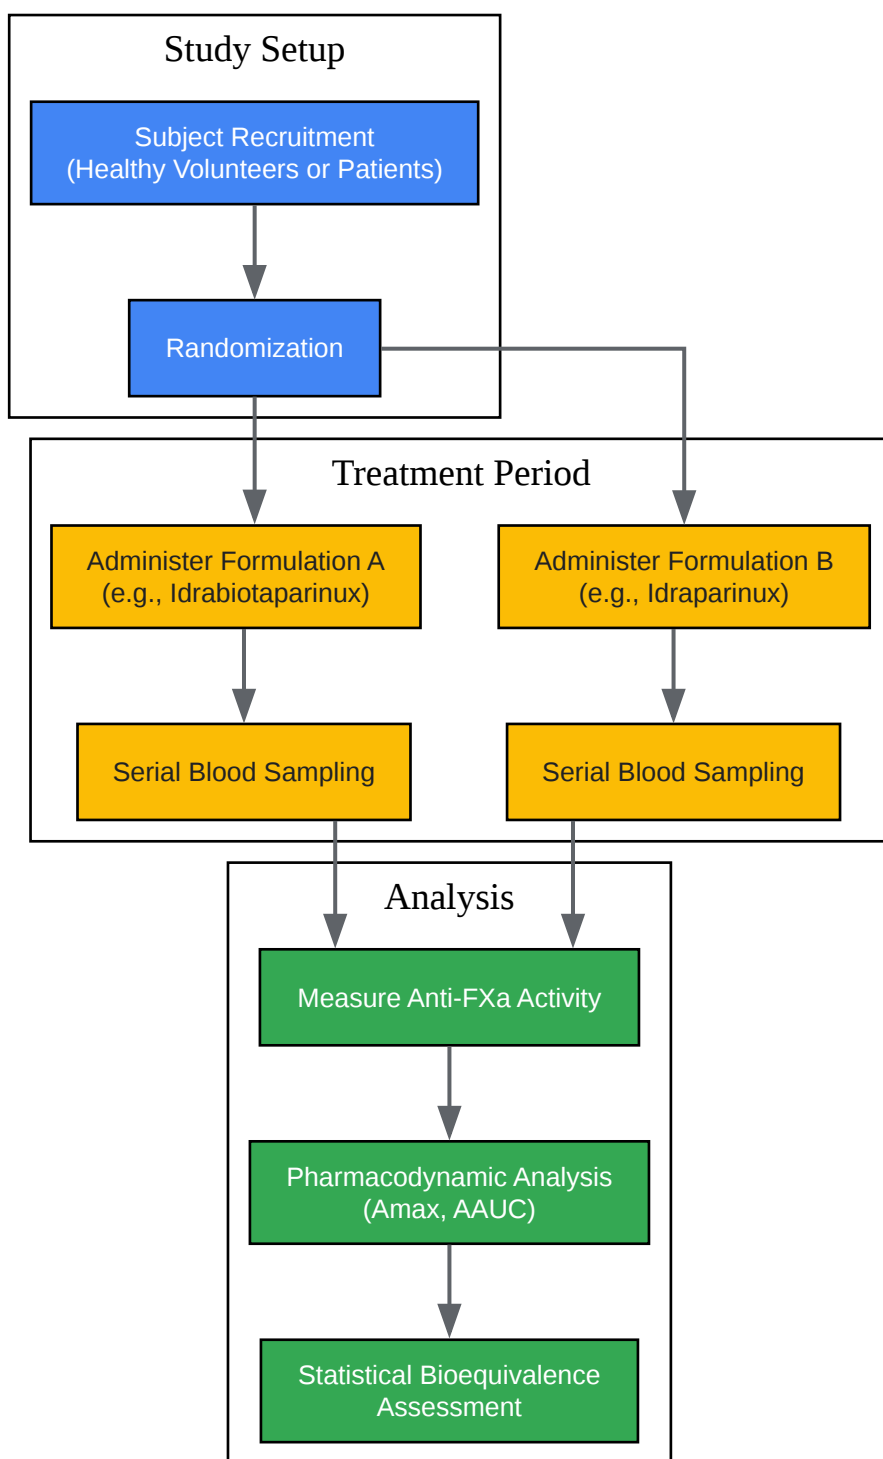 Study Setup
Subject Recruitment
(Healthy Volunteers or Patients)
Randomization
Treatment Period
Administer Formulation A
(e.g., Idrabiotaparinux)
Administer Formulation B
(e.g., Idraparinux)
Serial Blood Sampling
Serial Blood Sampling
Analysis
Measure Anti-FXa Activity
Pharmacodynamic Analysis
(Amax, AAUC)
Statistical Bioequivalence
Assessment